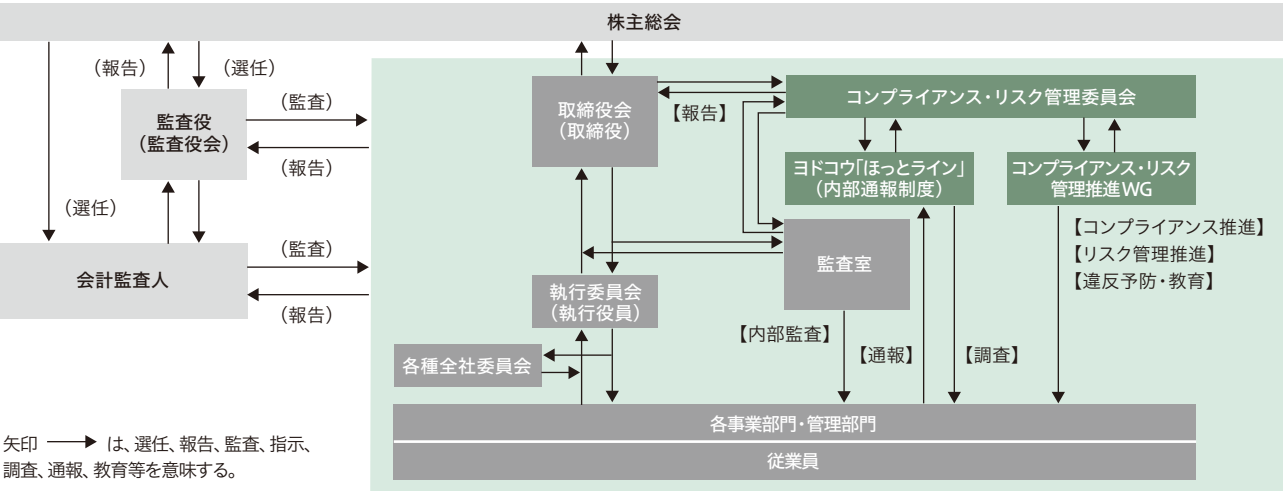 株主総会
（報告）
（選任）
（選任）
監査役
（監査役会）
（監査）
（報告）
会計監査人
（監査）
（報告）
取締役会
（取締役）
【報告】
コンプライアンス・リスク管理委員会
ヨドコウ「ほっとライン」
（内部通報制度）
コンプライアンス・リスク
管理推進WG
【コンプライアンス推進】
【リスク管理推進】
【違反予防・教育】
監査室
執行委員会
（執行役員）
【内部監査】
【通報】
【調査】
各種全社委員会
各事業部門・管理部門
従業員
矢印 は、選任、報告、監査、指示、
調査、通報、教育等を意味する。